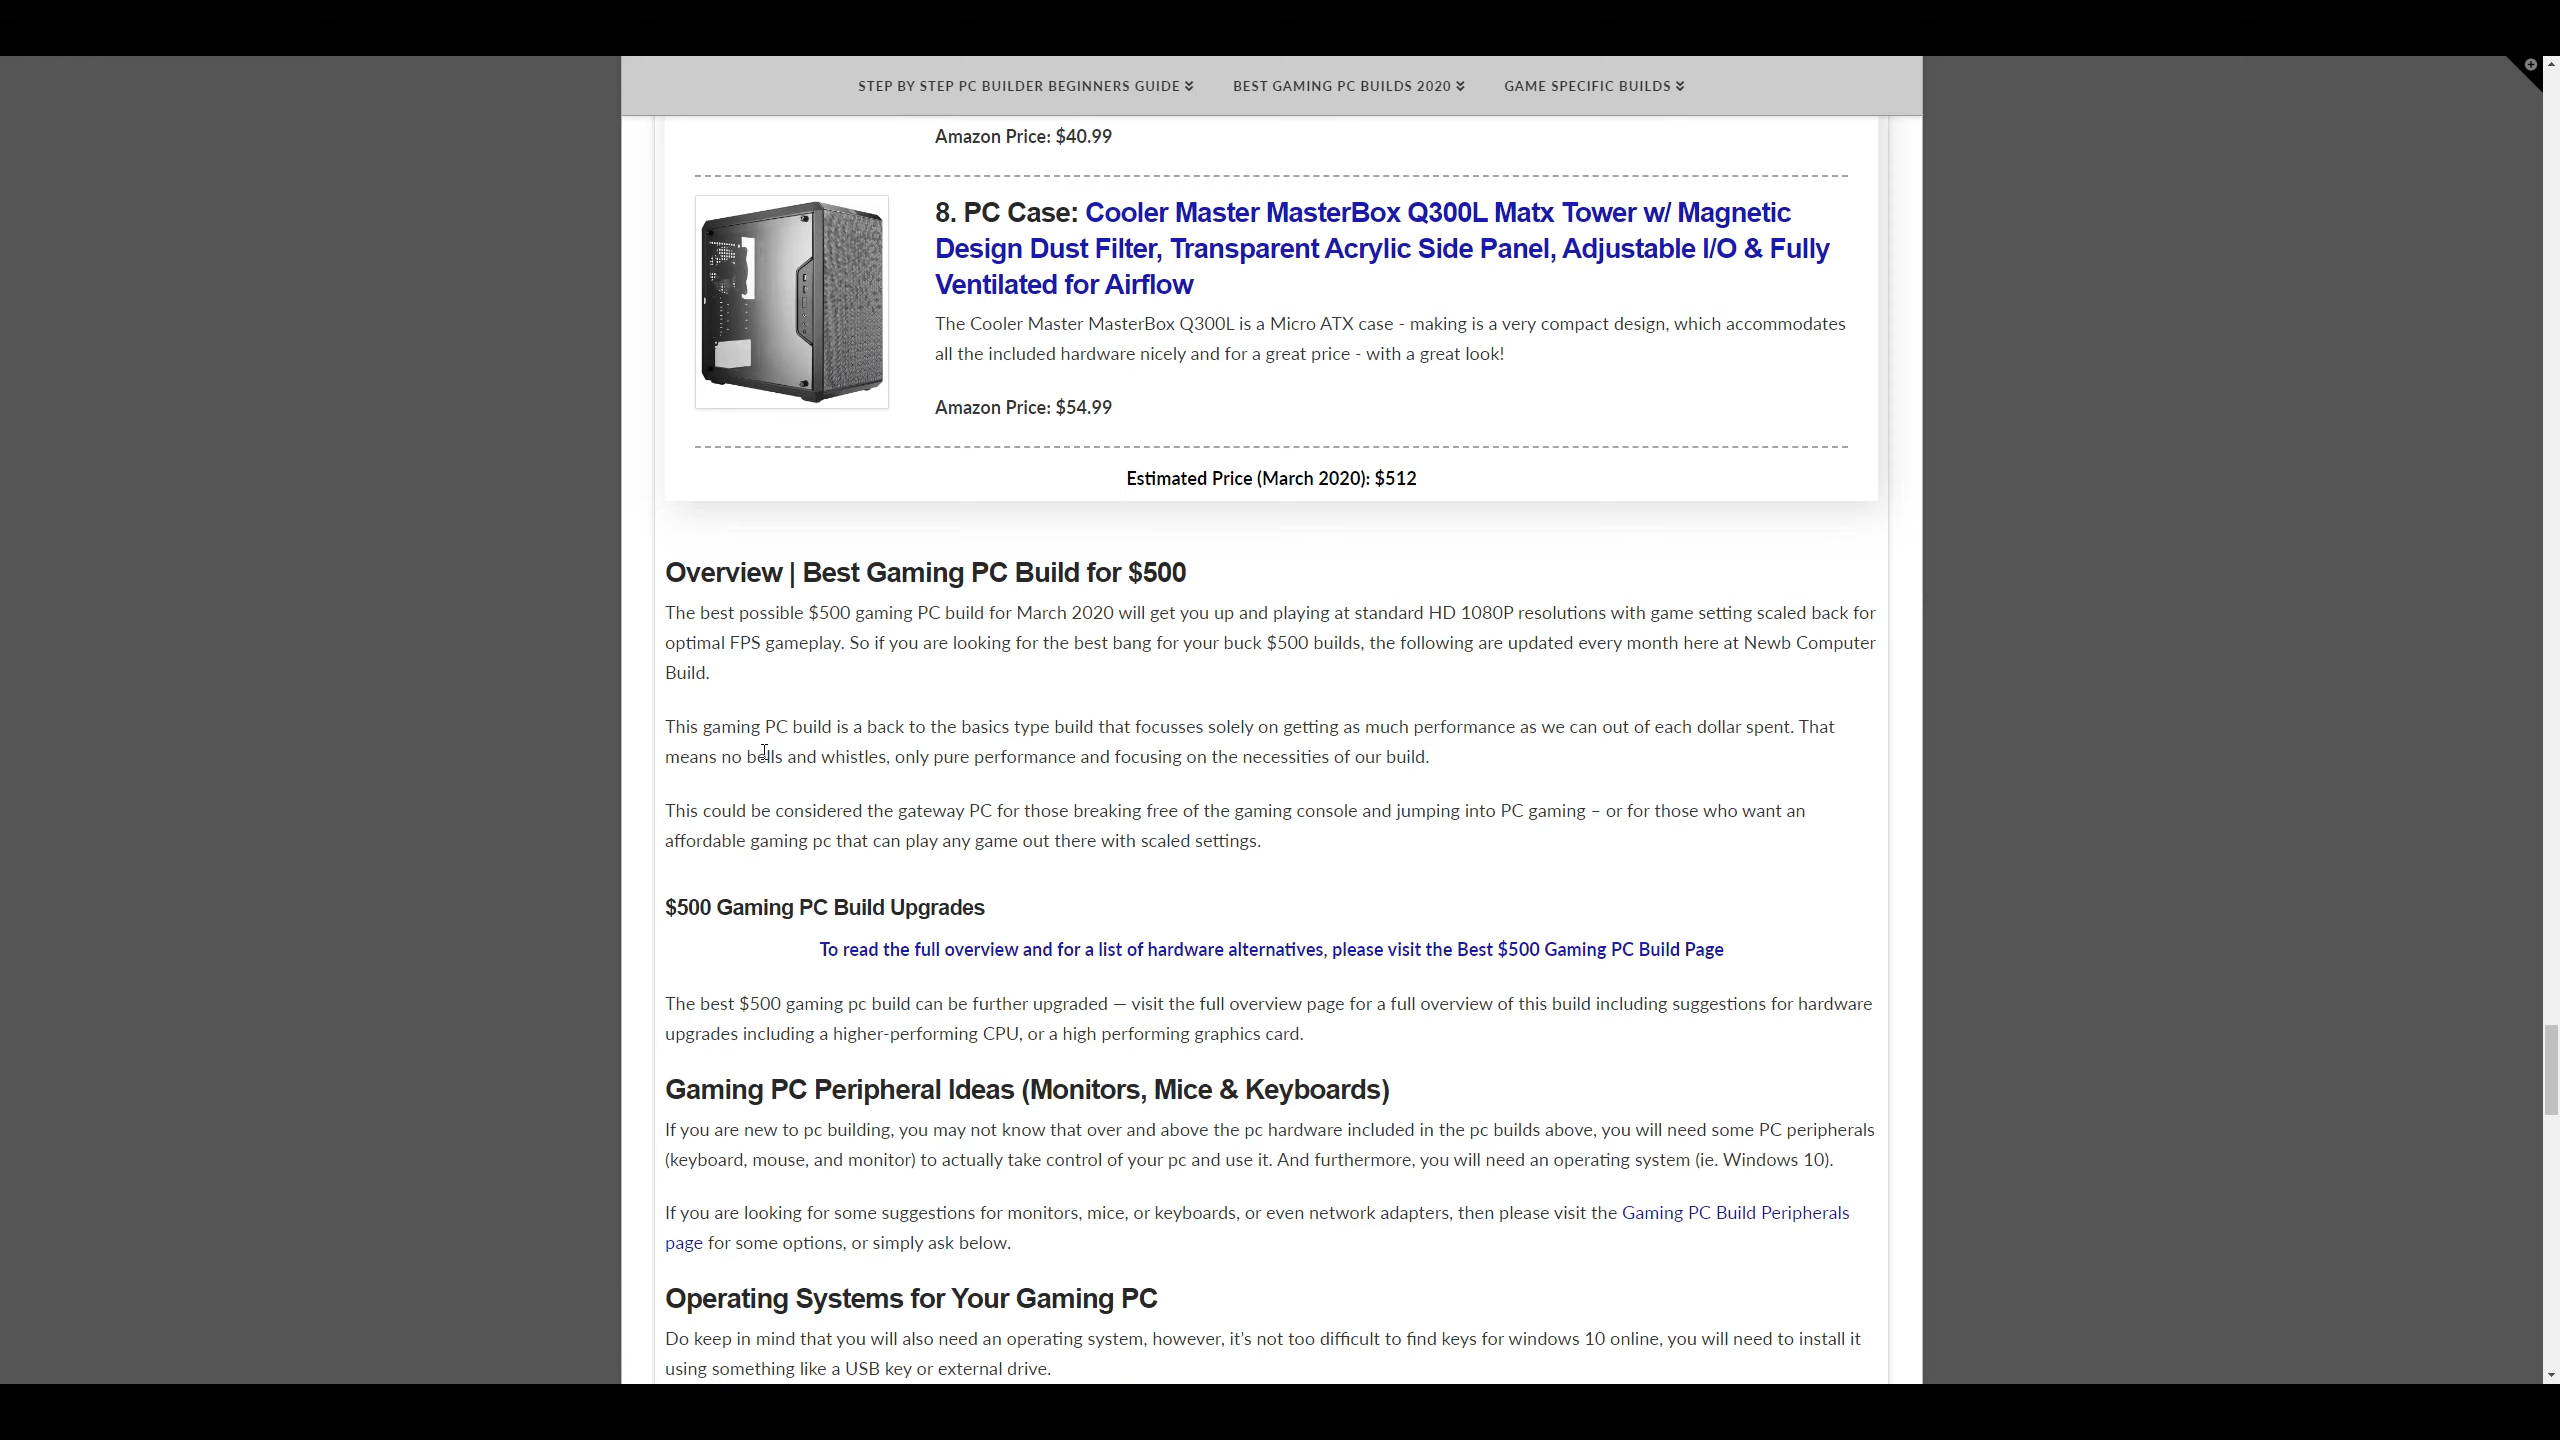 STEP BY STEP PC BUILDER BEGINNERS GUIDE
BEST GAMING PC BUILDS 2020
GAME SPECIFIC BUILDS
Amazon Price: $40.99
8. PC Case: Cooler Master MasterBox Q300L Matx Tower w/ Magnetic
Design Dust Filter, Transparent Acrylic Side Panel, Adjustable I/O & Fully
Ventilated for Airflow
The Cooler Master MasterBox Q300L is a Micro ATX case - making is a very compact design, which accommodates
all the included hardware nicely and for a great price - with a great look!
Amazon Price: $54.99
Estimated Price (March 2020): $512
Overview | Best Gaming PC Build for $500
The best possible $500 gaming PC build for March 2020 will get you up and playing at standard HD 1080P resolutions with game setting scaled back for
optimal FPS gameplay. So if you are looking for the best bang for your buck $500 builds, the following are updated every month here at Newb Computer
Build.
This gaming PC build is a back to the basics type build that focusses solely on getting as much performance as we can out of each dollar spent. That
means no bells and whistles, only pure performance and focusing on the necessities of our build.
This could be considered the gateway PC for those breaking free of the gaming console and jumping into PC gaming – or for those who want an
affordable gaming pc that can play any game out there with scaled settings.
$500 Gaming PC Build Upgrades
To read the full overview and for a list of hardware alternatives, please visit the Best $500 Gaming PC Build Page
The best $500 gaming pc build can be further upgraded — visit the full overview page for a full overview of this build including suggestions for hardware
upgrades including a higher-performing CPU, or a high performing graphics card.
Gaming PC Peripheral Ideas (Monitors, Mice & Keyboards)
If you are new to pc building, you may not know that over and above the pc hardware included in the pc builds above, you will need some PC peripherals
(keyboard, mouse, and monitor) to actually take control of your pc and use it. And furthermore, you will need an operating system (ie. Windows 10).
If you are looking for some suggestions for monitors, mice, or keyboards, or even network adapters, then please visit the Gaming PC Build Peripherals
page for some options, or simply ask below.
Operating Systems for Your Gaming PC
Do keep in mind that you will also need an operating system, however, it's not too difficult to find keys for windows 10 online, you will need to install it
using something like a USB key or external drive.